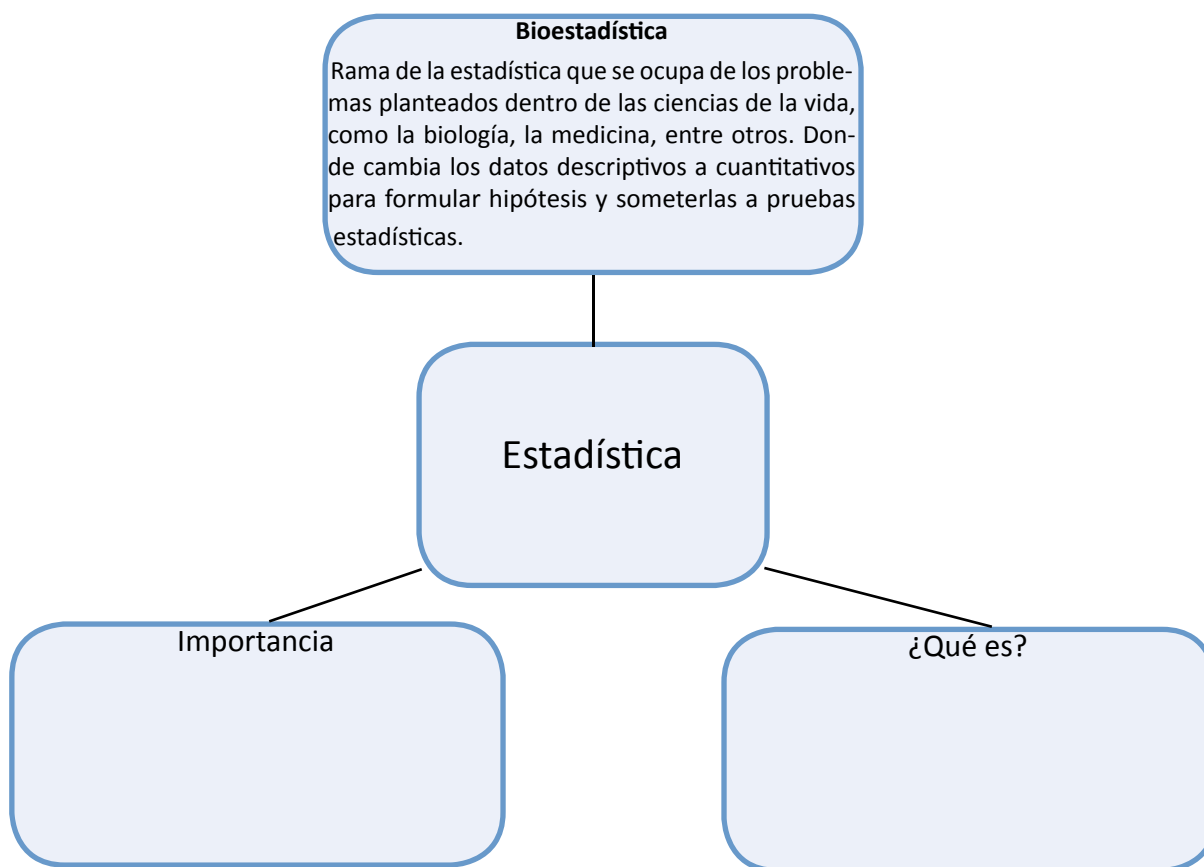 Bioestadística
Rama de la estadística que se ocupa de los proble-
mas planteados dentro de las ciencias de la vida,
como la biología, la medicina, entre otros. Don-
de cambia los datos descriptivos a cuantitativos
para formular hipótesis y someterlas a pruebas
estadísticas.
Estadística
Importancia
¿Qué es?